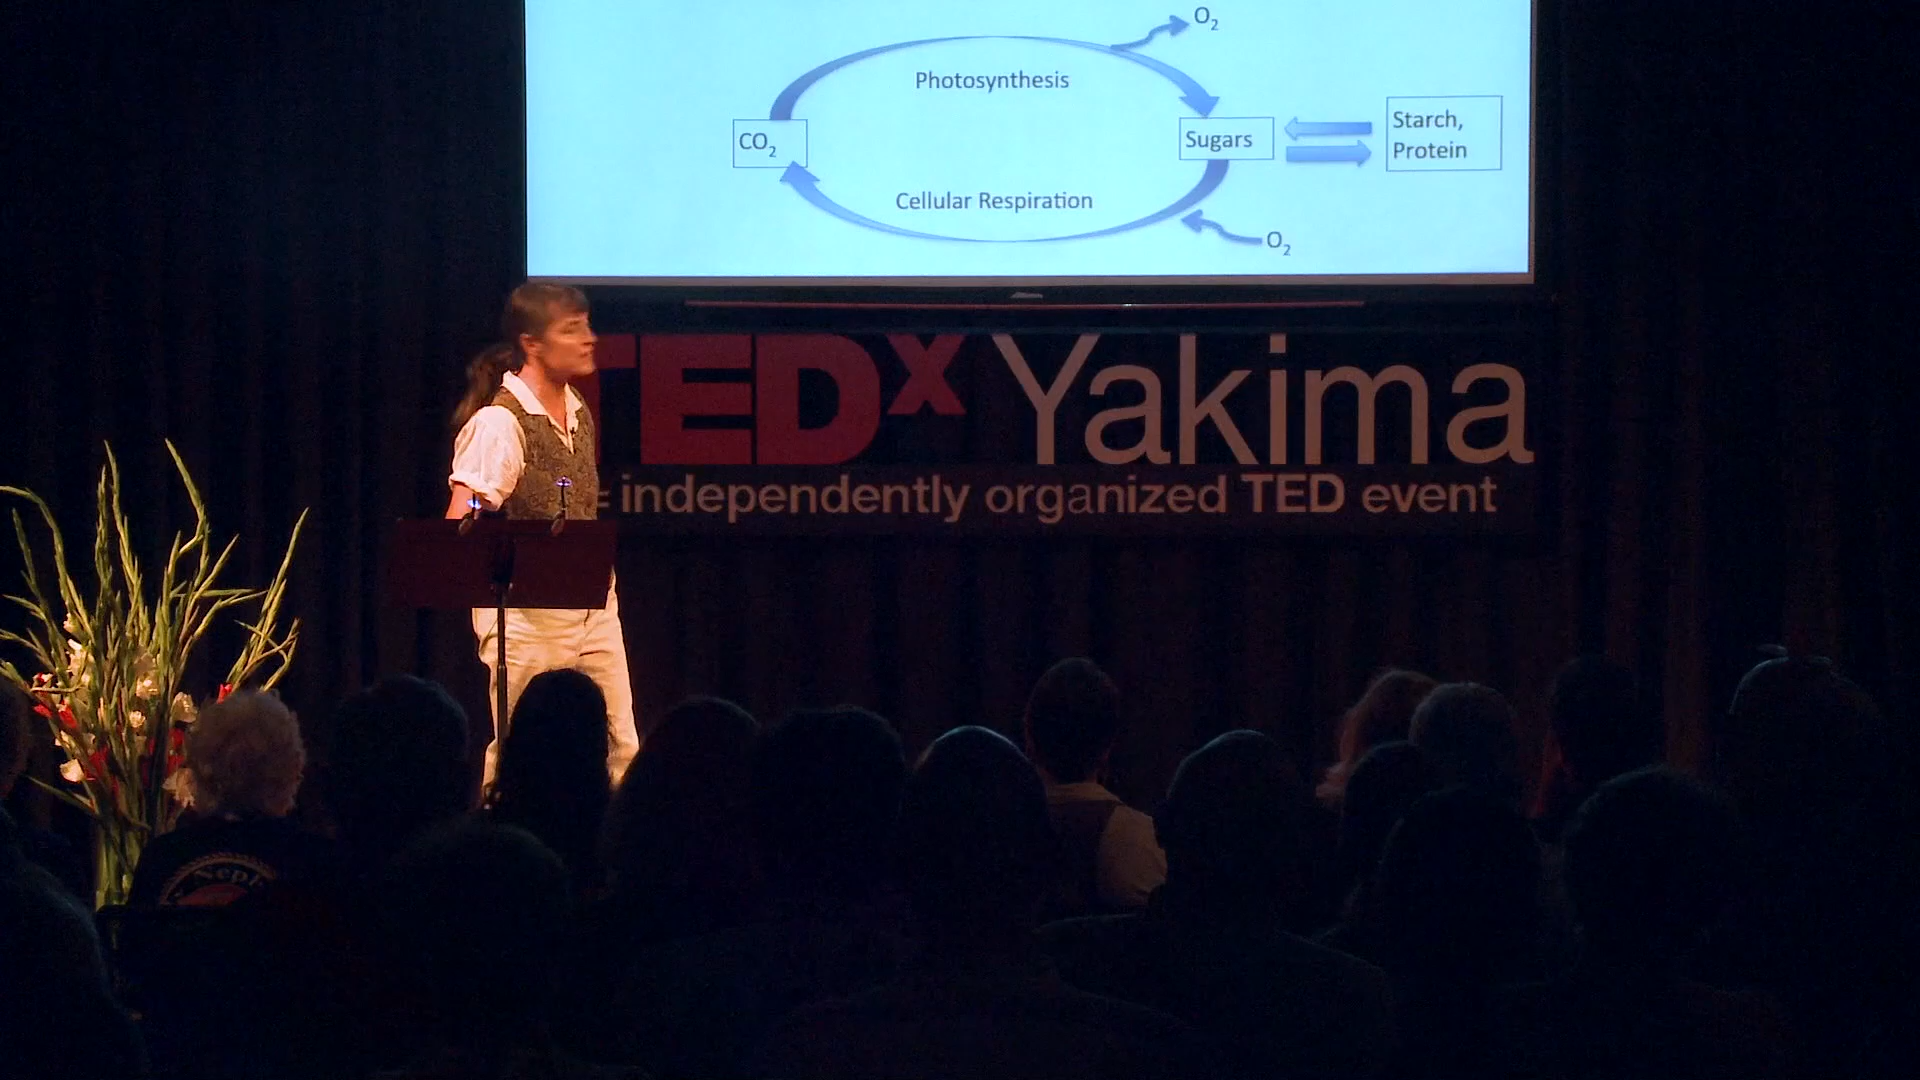 O2
Photosynthesis
CO2
Sugars
Starch,
Protein
Cellular Respiration
O2
TEDx Yakima
= independently organized TED event